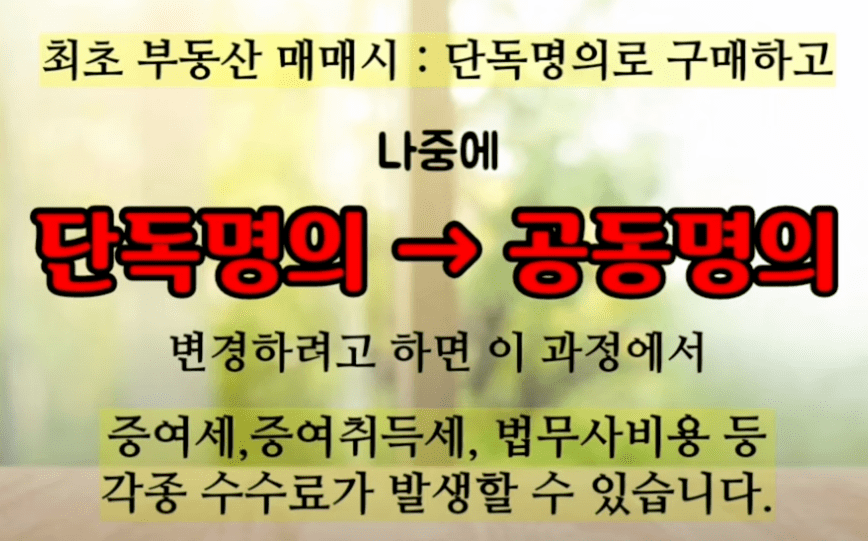 최초 부동산 매매시 : 단독명의로 구매하고
나중에
단독명의 → 공동명의
변경하려고 하면 이 과정에서
증여세,증여취득세, 법무사비용 등
각종 수수료가 발생할 수 있습니다.